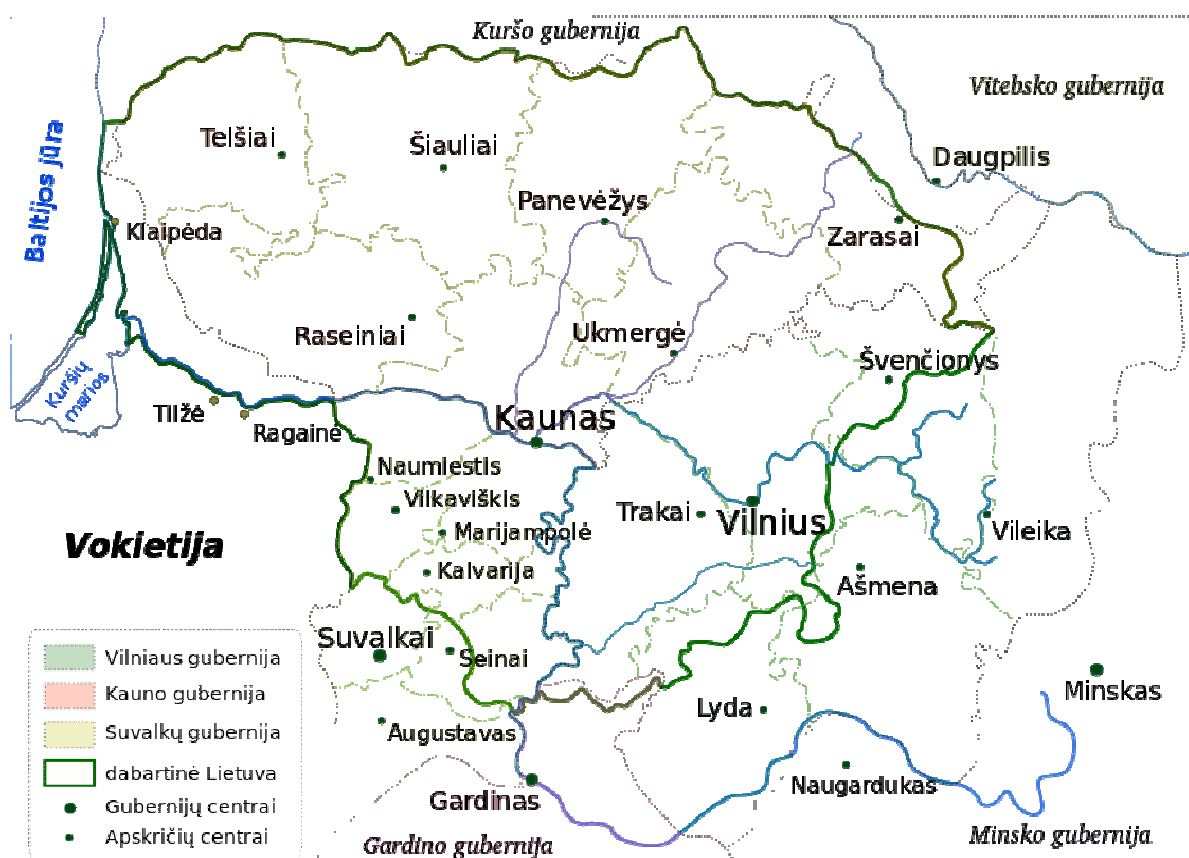 Kuršo gubernija
Vitebsko gubernija
Baltijos jūra
Telšiai
Šiauliai
Daugpilis
Panevėžys
Klaipėda
Zarasai
Raseiniai
Ukmergė
Švenčionys
Kuršių
marios
Tilžė
Ragainė
Kaunas
Naumiestis
Vilkaviškis
Marijampolė
Trakai
Vilnius
Vileika
Vokietija
Kalvarija
Ašmena
Suvalkai
Seinai
Minskas
Lyda
Augustavas
Naugardukas
Gardinas
Gardino gubernija
Minsko gubernija
Vilniaus gubernija
Kauno gubernija
Suvalkų gubernija
dabartinė Lietuva
Gubernijų centrai
Apskričių centrai